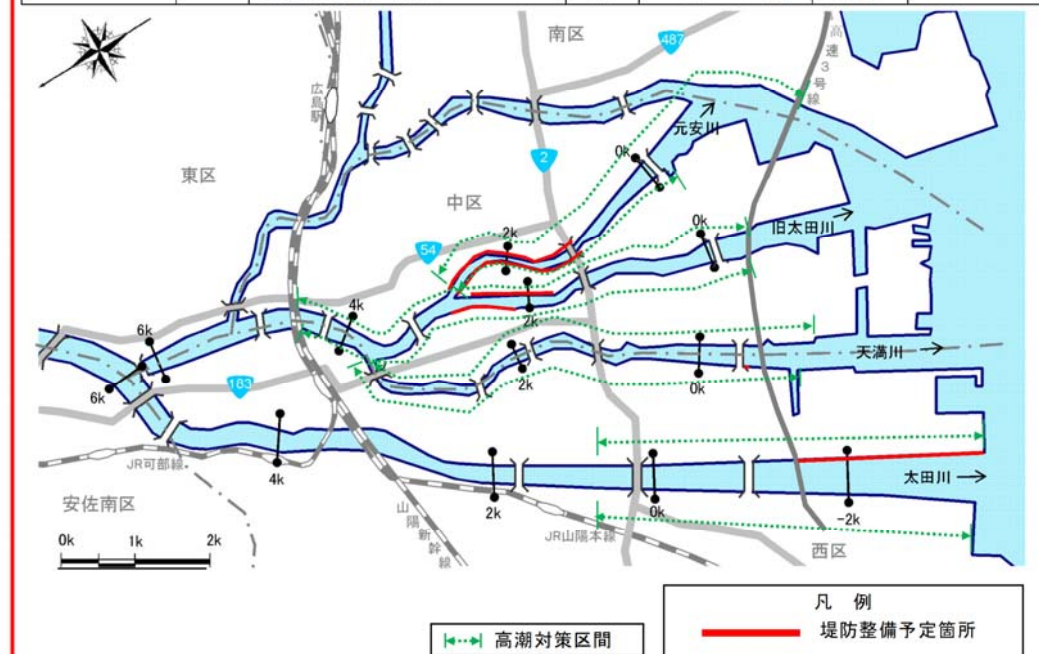 南区
487
高速3号線
広島駅
元安川
0k
2
東区
中区
2k
0k
旧太田川
54
4k
2k
6k
天満川
2k
0k
6k
183
JR可部線
4k
太田川
2k
0k
-2k
安佐南区
山陽新幹線
JR山陽本線
西区
0k 1k 2k
凡 例
高潮対策区間
堤防整備予定箇所